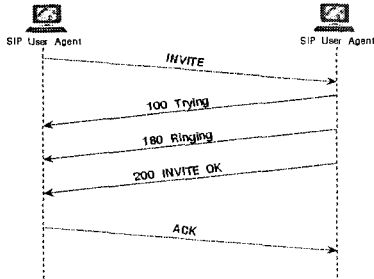 SIP User Agent
SIP User Agent
INVITE
100 Trying
180 Ringing
200 INVITE OK
ACK